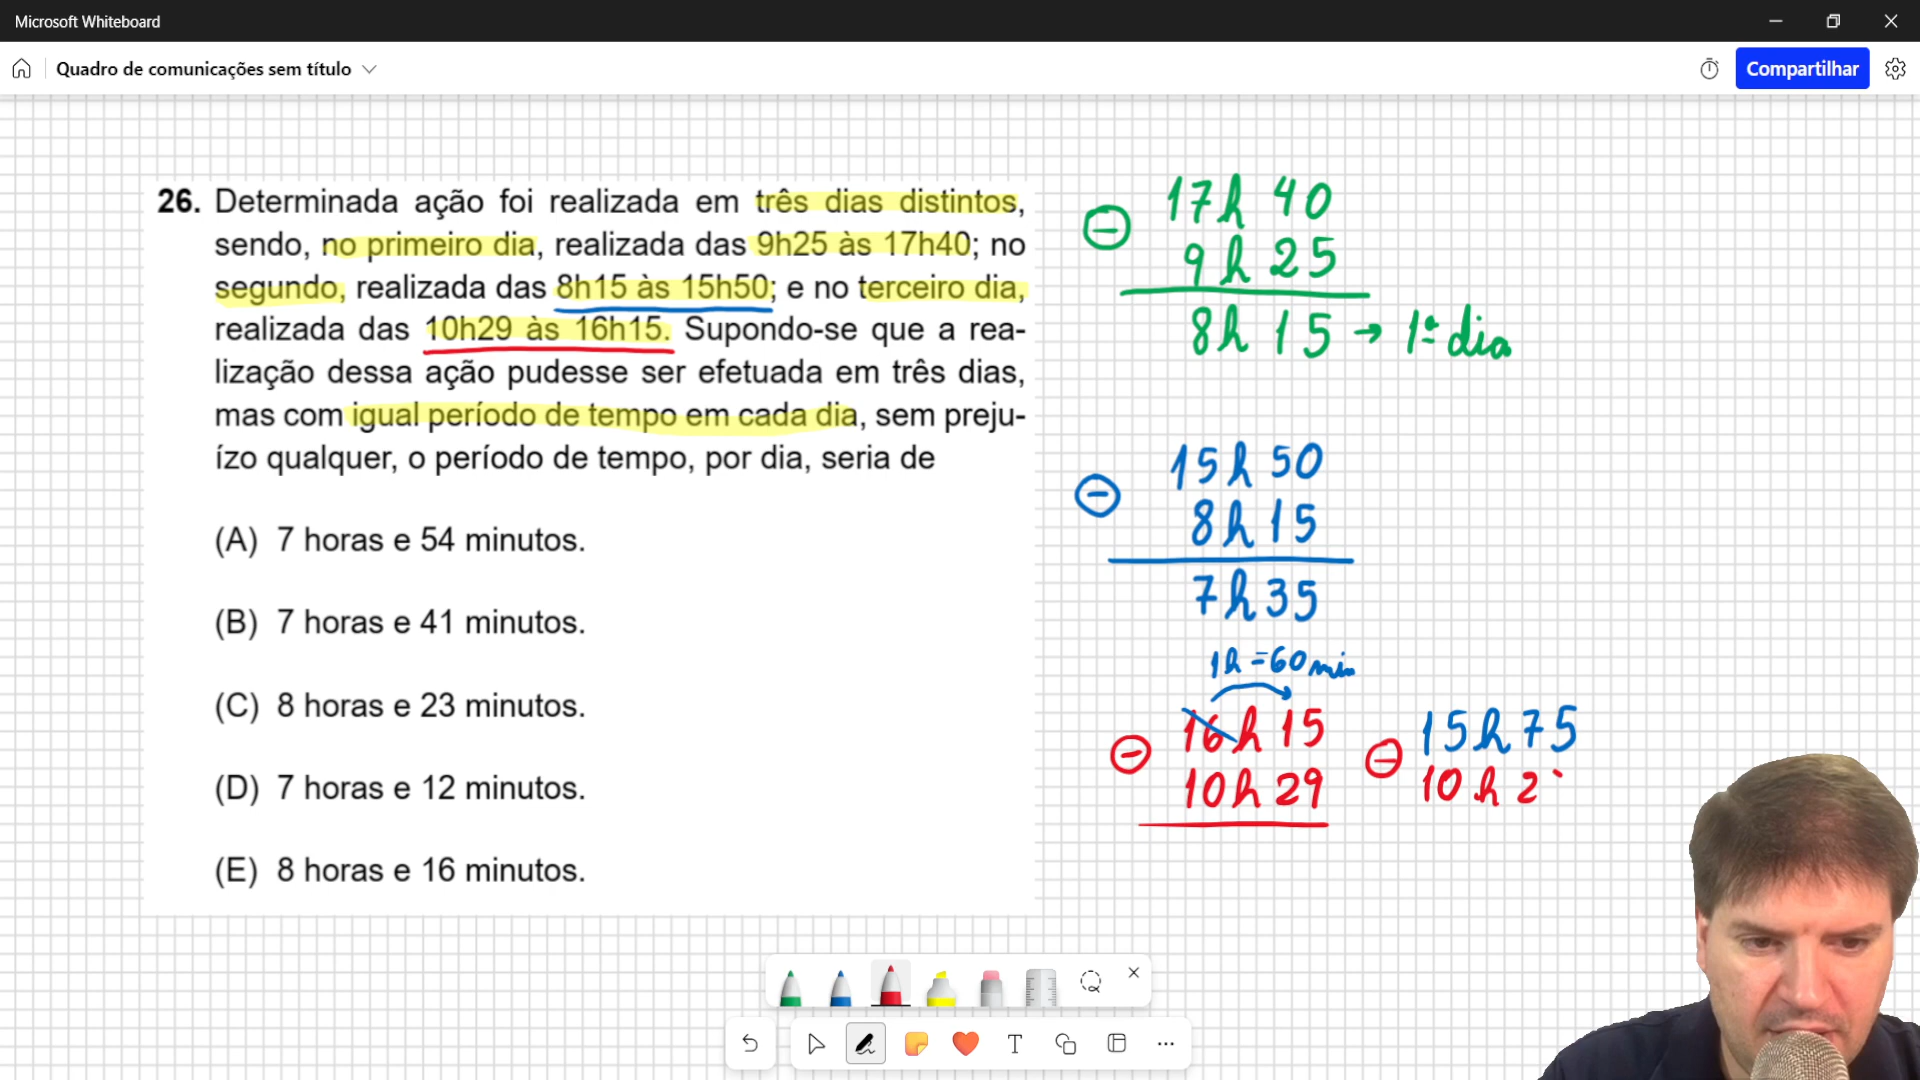 Microsoft Whiteboard
Quadro de comunicações sem título
Compartilhar
26. Determinada ação foi realizada em três dias distintos,
sendo, no primeiro dia, realizada das 9h25 às 17h40; no
segundo, realizada das 8h15 às 15h50; e no terceiro dia,
realizada das 10h29 às 16h15. Supondo-se que a rea-
lização dessa ação pudesse ser efetuada em três dias,
mas com igual período de tempo em cada dia, sem preju-
ízo qualquer, o período de tempo, por dia, seria de
(A) 7 horas e 54 minutos.
(B) 7 horas e 41 minutos.
(C) 8 horas e 23 minutos.
(D) 7 horas e 12 minutos.
(E) 8 horas e 16 minutos.
17h 40
− 9h 25
8h 15 → 1º dia
15h 50
− 8h 15
7h 35
1h = 60 min
16h 15
− 10h 29
15h 75
− 10h 2